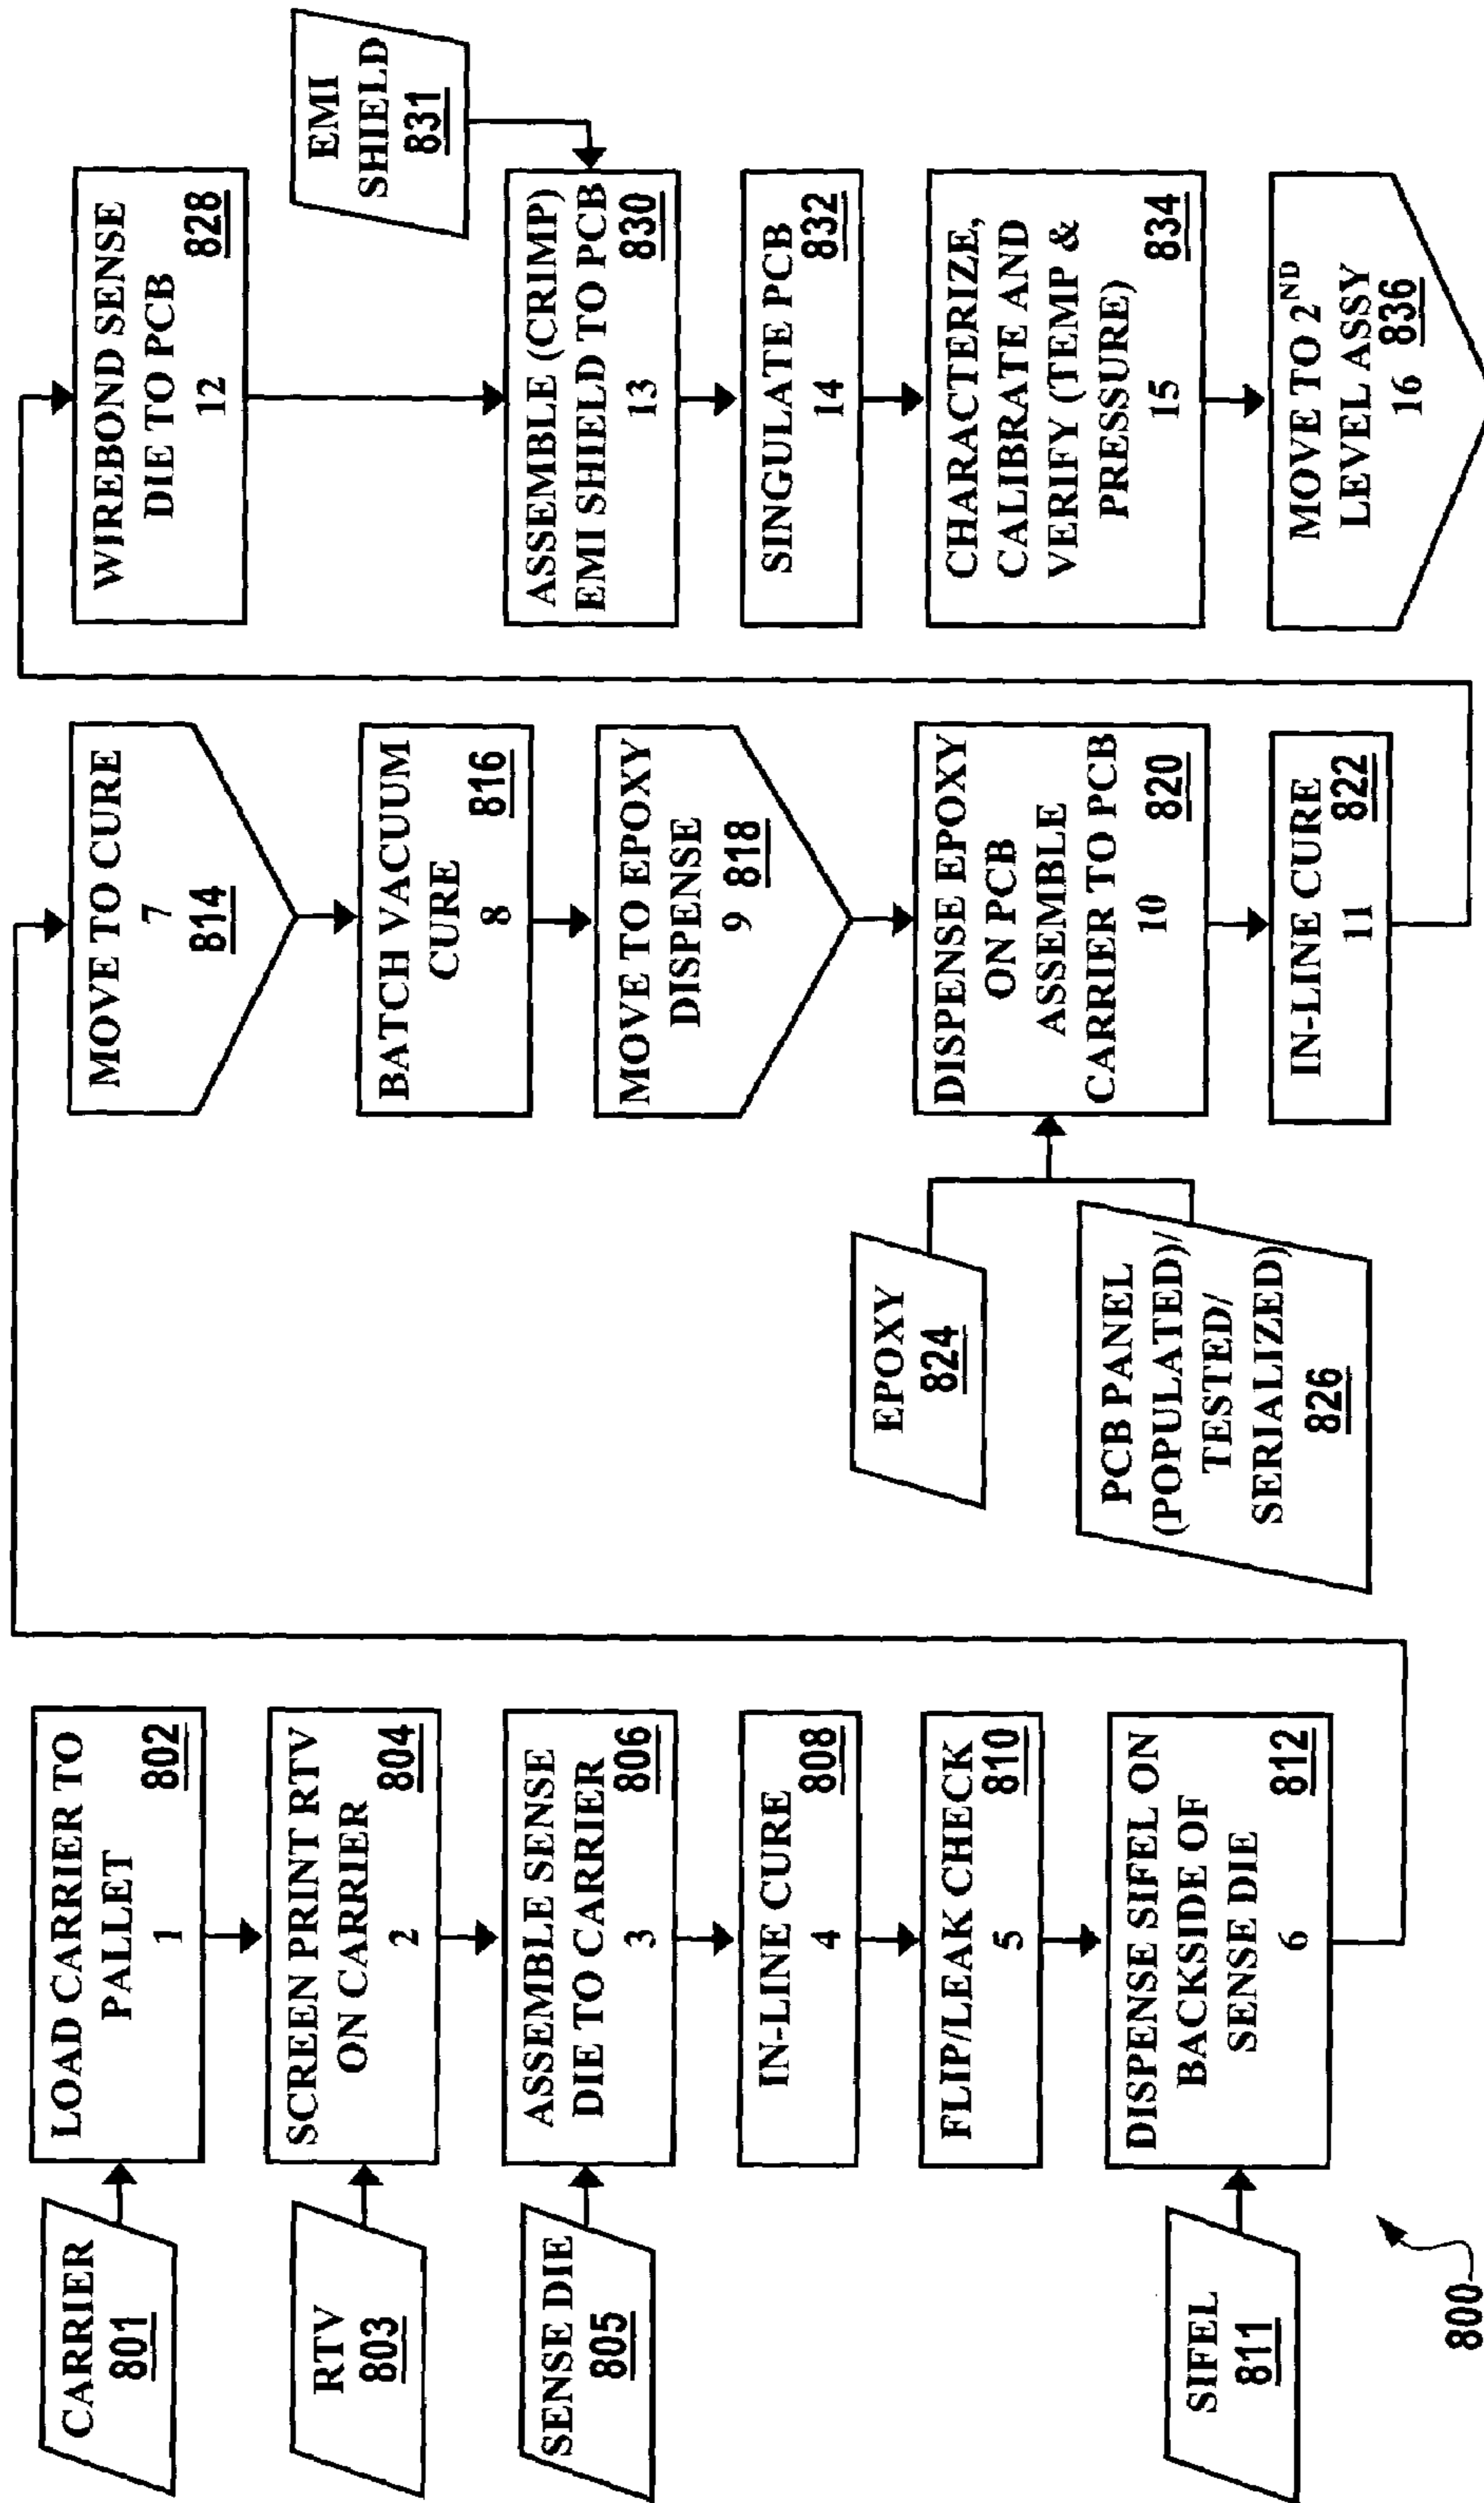 CARRIER
801
LOAD CARRIER TO
PALLET
1
802
RTV
803
SCREEN PRINT RTV
ON CARRIER
2
804
SENSE DIE
805
ASSEMBLE SENSE
DIE TO CARRIER
3
806
IN-LINE CURE
4
808
FLIP/LEAK CHECK
5
810
SIFEL
811
DISPENSE SIFEL ON
BACKSIDE OF
SENSE DIE
6
812
800
MOVE TO CURE
7
814
BATCH VACUUM
CURE
8
816
MOVE TO EPOXY
DISPENSE
9 818
EPOXY
824
PCB PANEL
(POPULATED)/
TESTED/
SERIALIZED)
826
DISPENSE EPOXY
ON PCB
ASSEMBLE
CARRIER TO PCB
10
820
IN-LINE CURE
11
822
WIREBOND SENSE
DIE TO PCB
12
828
EMI
SHIELD
831
ASSEMBLE (CRIMP)
EMI SHIELD TO PCB
13
830
SINGULATE PCB
14
832
CHARACTERIZE,
CALIBRATE AND
VERIFY (TEMP &
PRESSURE)
15
834
MOVE TO 2ND
LEVEL ASSY
16
836